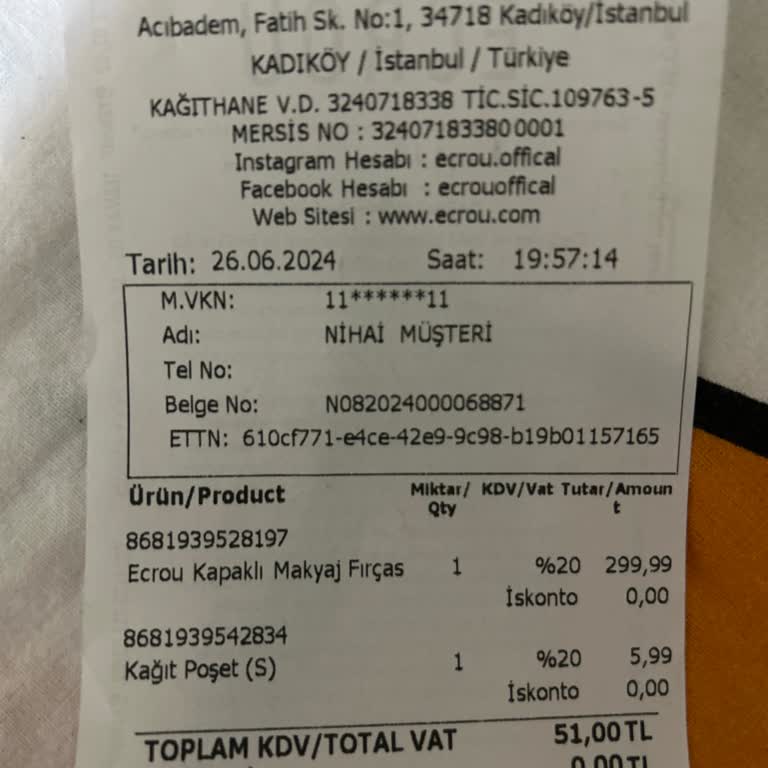 Acıbadem, Fatih Sk. No:1, 34718 Kadıköy/İstanbul
KADIKÖY / İstanbul / Türkiye
KAĞITHANE V.D. 3240718338 TİC.SİC.109763-5
MERSİS NO : 3240718338000001
Instagram Hesabı : ecrou.offical
Facebook Hesabı : ecrouoffical
Web Sitesi : www.ecrou.com
Tarih: 26.06.2024 Saat: 19:57:14
M.VKN: 11******11
Adı: NİHAİ MÜŞTERİ
Tel No:
Belge No: N082024000068871
ETTN: 610cf771-e4ce-42e9-9c98-b19b01157165
Ürün/Product Miktar/ KDV/Vat Tutar/Amoun
Qty t
8681939528197
Ecrou Kapaklı Makyaj Fırças 1 %20 299,99
İskonto 0,00
8681939542834
Kağıt Poşet (S) 1 %20 5,99
İskonto 0,00
TOPLAM KDV/TOTAL VAT 51,00 TL
0,00TL